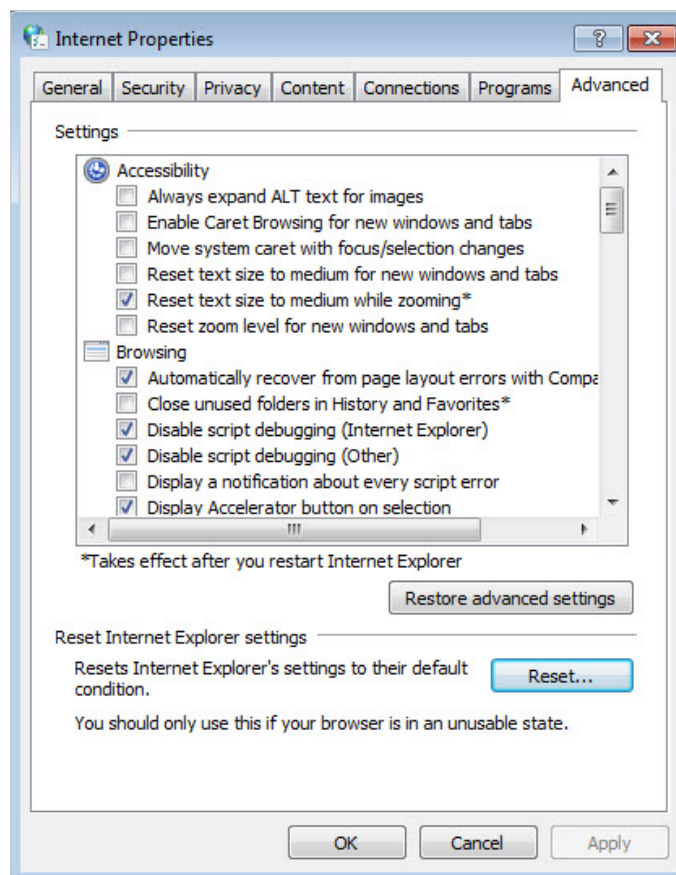 Internet Properties
General Security Privacy Content Connections Programs Advanced
Settings
Accessibility
Always expand ALT text for images
Enable Caret Browsing for new windows and tabs
Move system caret with focus/selection changes
Reset text size to medium for new windows and tabs
Reset text size to medium while zooming*
Reset zoom level for new windows and tabs
Browsing
Automatically recover from page layout errors with Compa
Close unused folders in History and Favorites*
Disable script debugging (Internet Explorer)
Disable script debugging (Other)
Display a notification about every script error
Display Accelerator button on selection
*Takes effect after you restart Internet Explorer
Restore advanced settings
Reset Internet Explorer settings
Resets Internet Explorer's settings to their default
condition.
Reset...
You should only use this if your browser is in an unusable state.
OK Cancel Apply